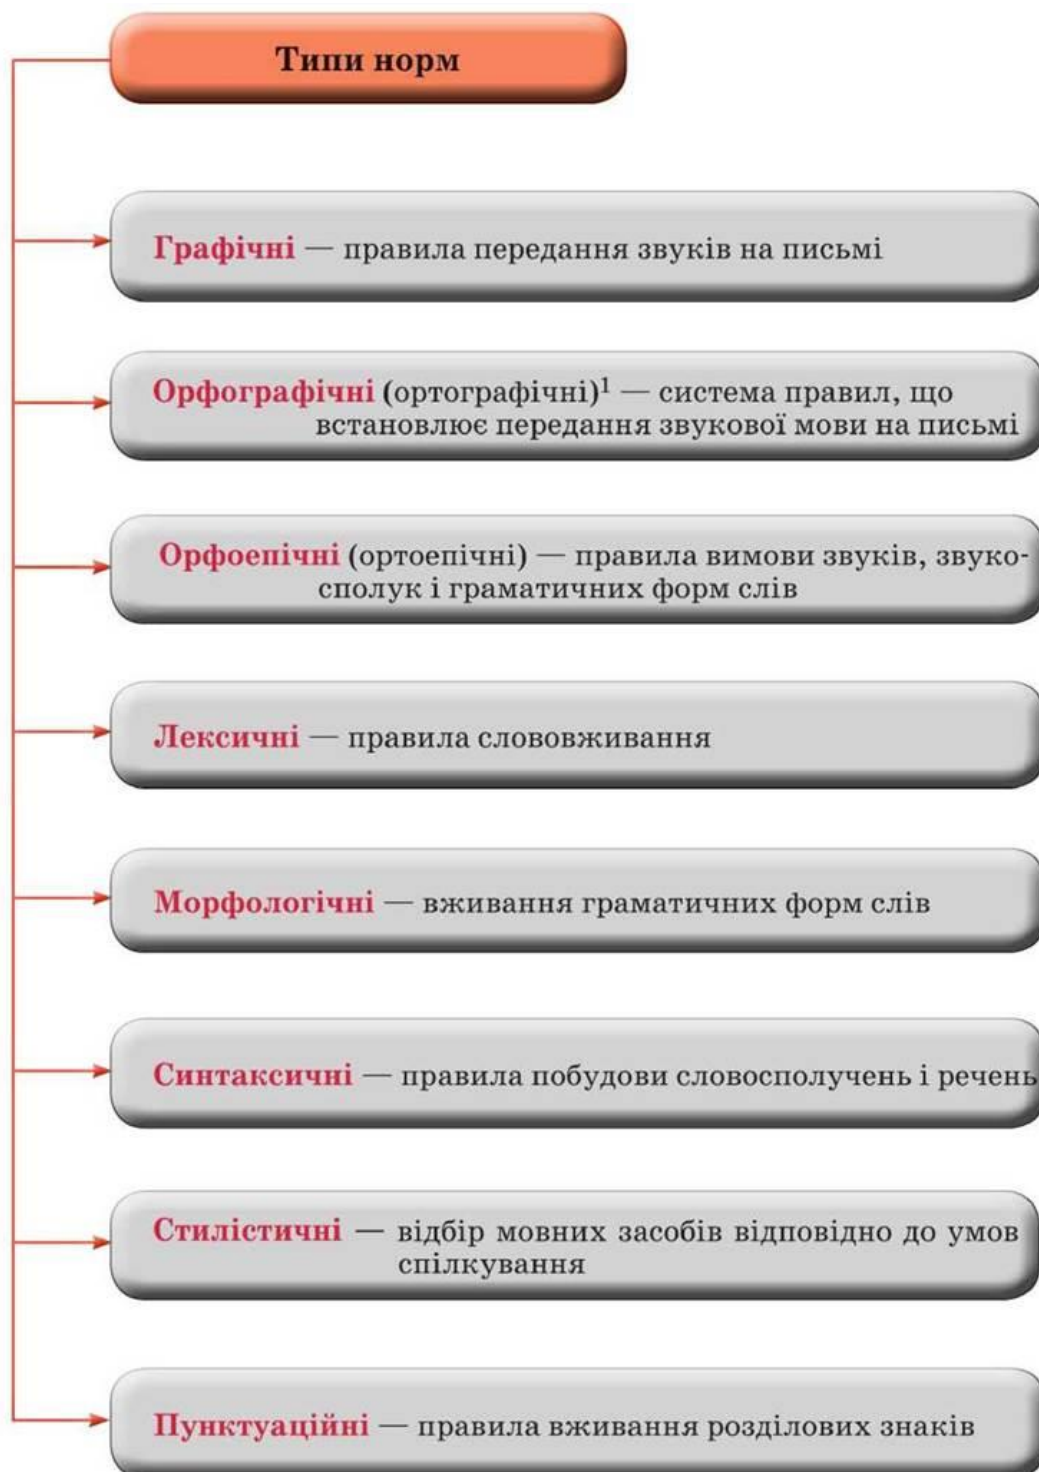 Типи норм
Графічні — правила передання звуків на письмі
Орфографічні (ортографічні)¹ — система правил, що
встановлює передання звукової мови на письмі
Орфоепічні (ортоепічні) — правила вимови звуків, звуко-
сполук і граматичних форм слів
Лексичні — правила слововживання
Морфологічні — вживання граматичних форм слів
Синтаксичні — правила побудови словосполучень і речень
Стилістичні — відбір мовних засобів відповідно до умов
спілкування
Пунктуаційні — правила вживання розділових знаків